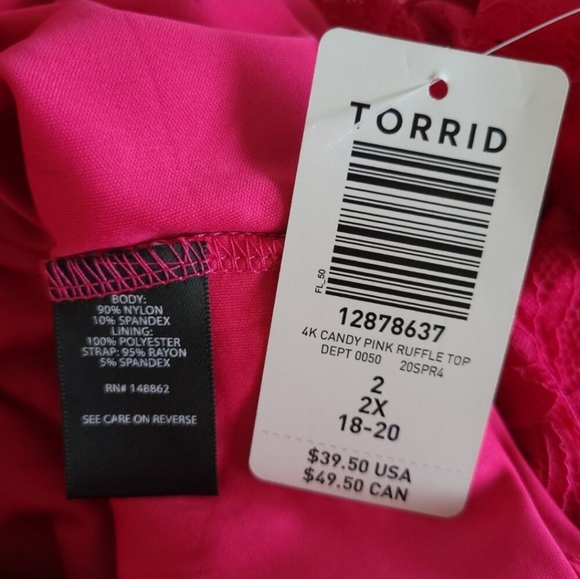 BODY:
90% NYLON
10% SPANDEX
LINING:
100% POLYESTER
STRAP: 95% RAYON
5% SPANDEX
RN# 148862
SEE CARE ON REVERSE
TORRID
FL_50
12878637
4K CANDY PINK RUFFLE TOP
DEPT 0050 20SPR4
2
2X
18-20
$39.50 USA
$49.50 CAN